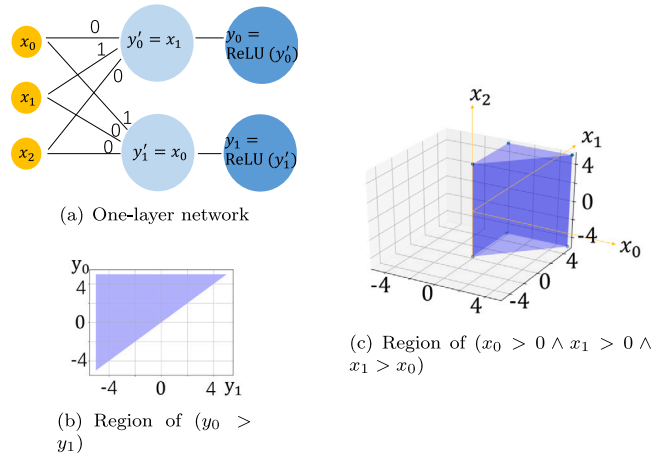 x₀
x₁
x₂
0
1
0
1
0
0
y′₀ = x₁
y₀ =
ReLU (y′₀)
y′₁ = x₀
y₁ =
ReLU (y′₁)
(a) One-layer network
y₀
4
0
-4
-4
0
4
y₁
(b) Region of (y₀ >
y₁)
x₂
x₁
x₀
4
0
-4
-4
0
4
-4
0
4
(c) Region of (x₀ > 0 ∧ x₁ > 0 ∧
x₁ > x₀)